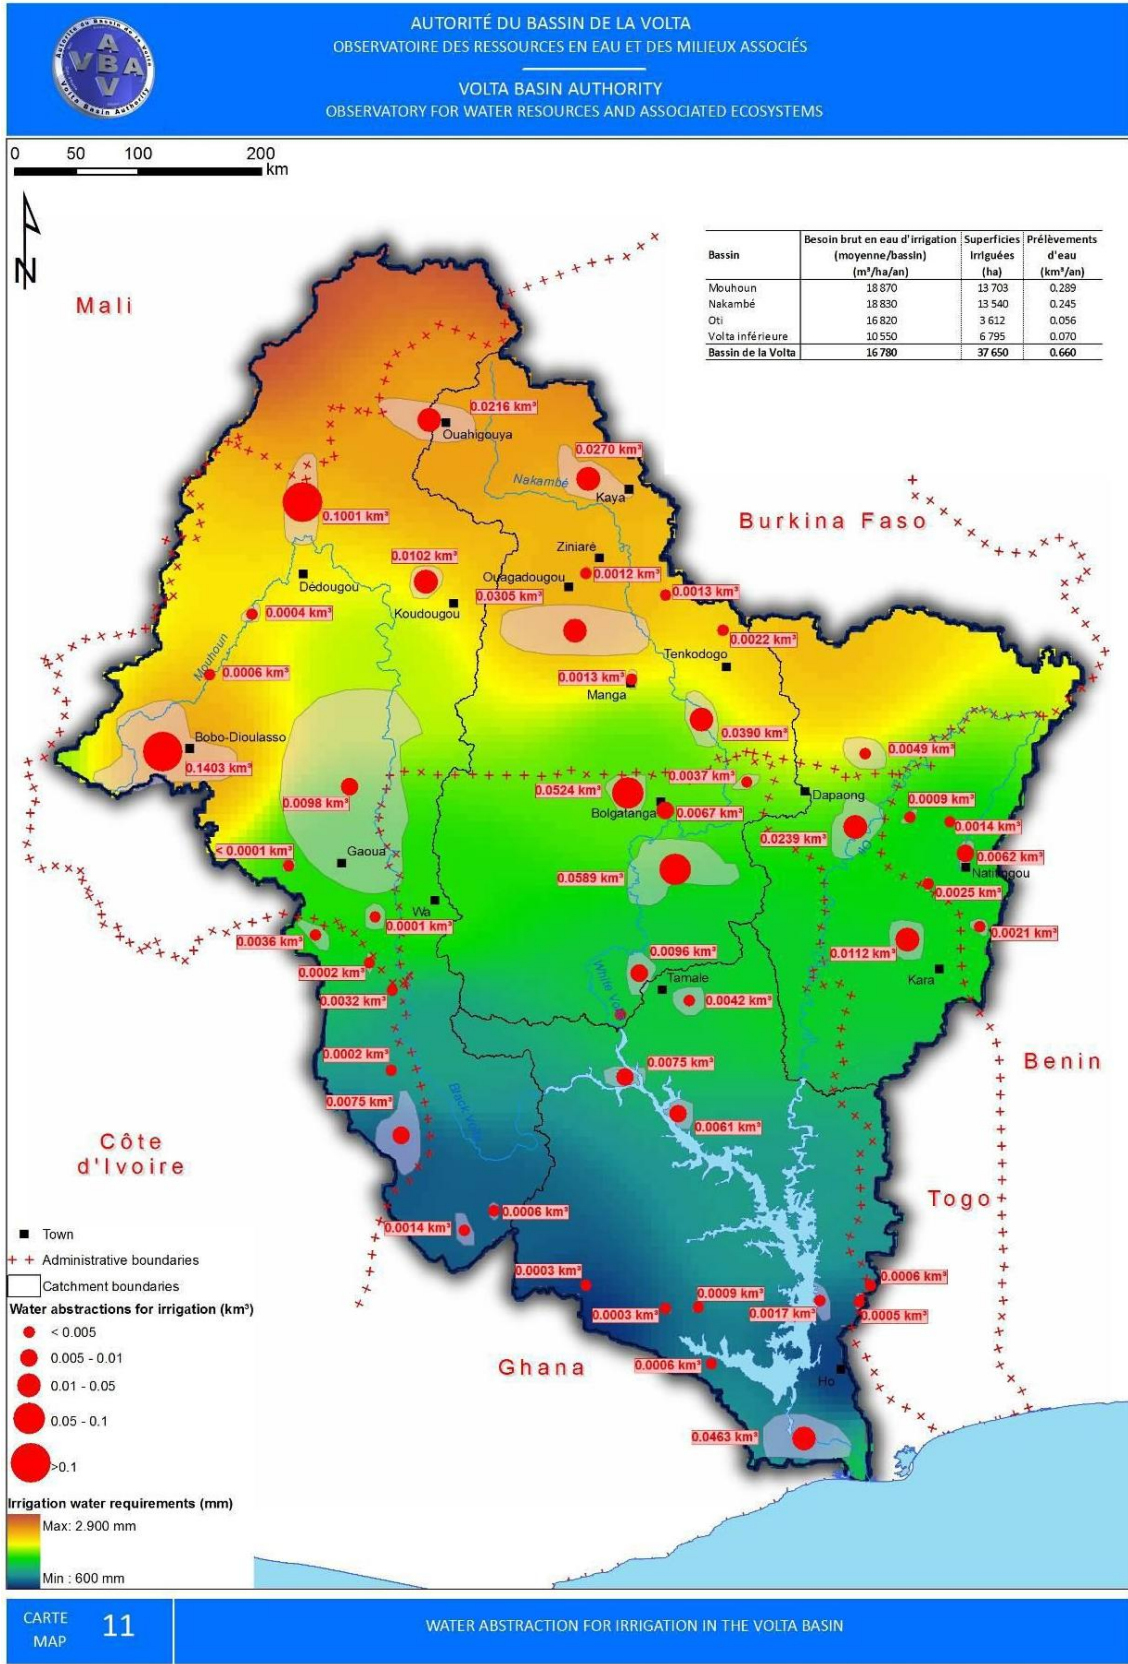 AUTORITÉ DU BASSIN DE LA VOLTA
OBSERVATOIRE DES RESSOURCES EN EAU ET DES MILIEUX ASSOCIÉS
VOLTA BASIN AUTHORITY
OBSERVATORY FOR WATER RESOURCES AND ASSOCIATED ECOSYSTEMS
Autorité du Bassin de la Volta
A
VBA
V
Volta Basin Authority
0 50 100 200
km
N
Bassin Besoin brut en eau d'irrigation (moyenne/bassin) (m³/ha/an) Superficies Irriguées (ha) Prélèvements d'eau (km³/an)
Mouhoun 18 870 13 703 0.289
Nakambé 18 830 13 540 0.245
Oti 16 820 3 612 0.056
Volta inférieure 10 550 6 795 0.070
Bassin de la Volta 16 780 37 650 0.660
Mali
0.0216 km³
Ouahigouya
0.0270 km³
Nakambé
Kaya
0.1001 km³
Burkina Faso
Ziniaré
0.0102 km³
Ouagadougou
0.0012 km³
Dédougou
0.0305 km³
0.0013 km³
Koudougou
0.0004 km³
0.0022 km³
Mouhoun
Tenkodogo
0.0006 km³
0.0013 km³
Manga
0.0390 km³
Bobo-Dioulasso
0.0049 km³
0.1403 km³
0.0037 km³
0.0524 km³
Dapaong
0.0098 km³
0.0009 km³
Bolgatanga
0.0067 km³
0.0014 km³
0.0239 km³
< 0.0001 km³
Gaoua
0.0062 km³
Natitingou
0.0589 km³
0.0025 km³
Wa
0.0001 km³
0.0021 km³
0.0036 km³
0.0112 km³
0.0096 km³
0.0002 km³
White Volta
Tamale
Kara
0.0032 km³
0.0042 km³
0.0002 km³
0.0075 km³
Benin
0.0075 km³
Black Volta
0.0061 km³
Côte
d'Ivoire
Togo
0.0006 km³
0.0014 km³
0.0003 km³
0.0006 km³
0.0009 km³
0.0003 km³
0.0017 km³
0.0005 km³
Ghana
0.0006 km³
Ho
0.0463 km³
Town
Administrative boundaries
Catchment boundaries
Water abstractions for irrigation (km³)
< 0.005
0.005 - 0.01
0.01 - 0.05
0.05 - 0.1
>0.1
Irrigation water requirements (mm)
Max: 2.900 mm
Min : 600 mm
CARTE
MAP
11
WATER ABSTRACTION FOR IRRIGATION IN THE VOLTA BASIN